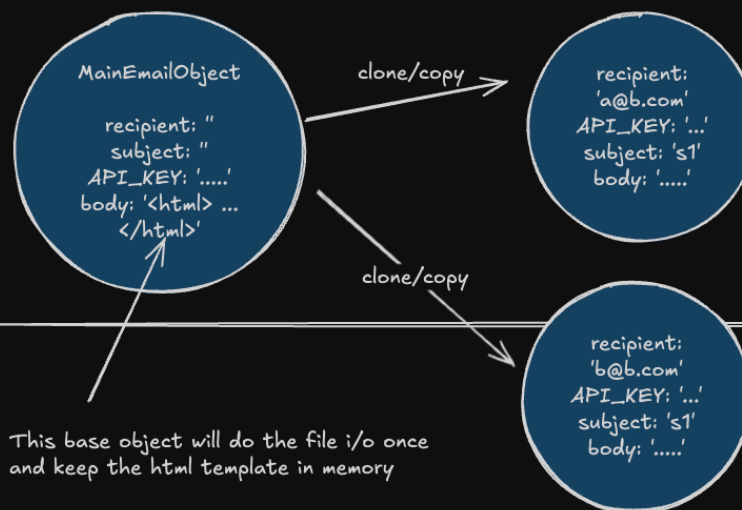 MainEmailObject
recipient: ''
subject: ''
API_KEY: '.....'
body: '<html> ...
</html>'
clone/copy
recipient:
'a@b.com'
API_KEY: '...'
subject: 's1'
body: '.....'
clone/copy
recipient:
'b@b.com'
API_KEY: '...'
subject: 's1'
body: '.....'
This base object will do the file i/o once
and keep the html template in memory